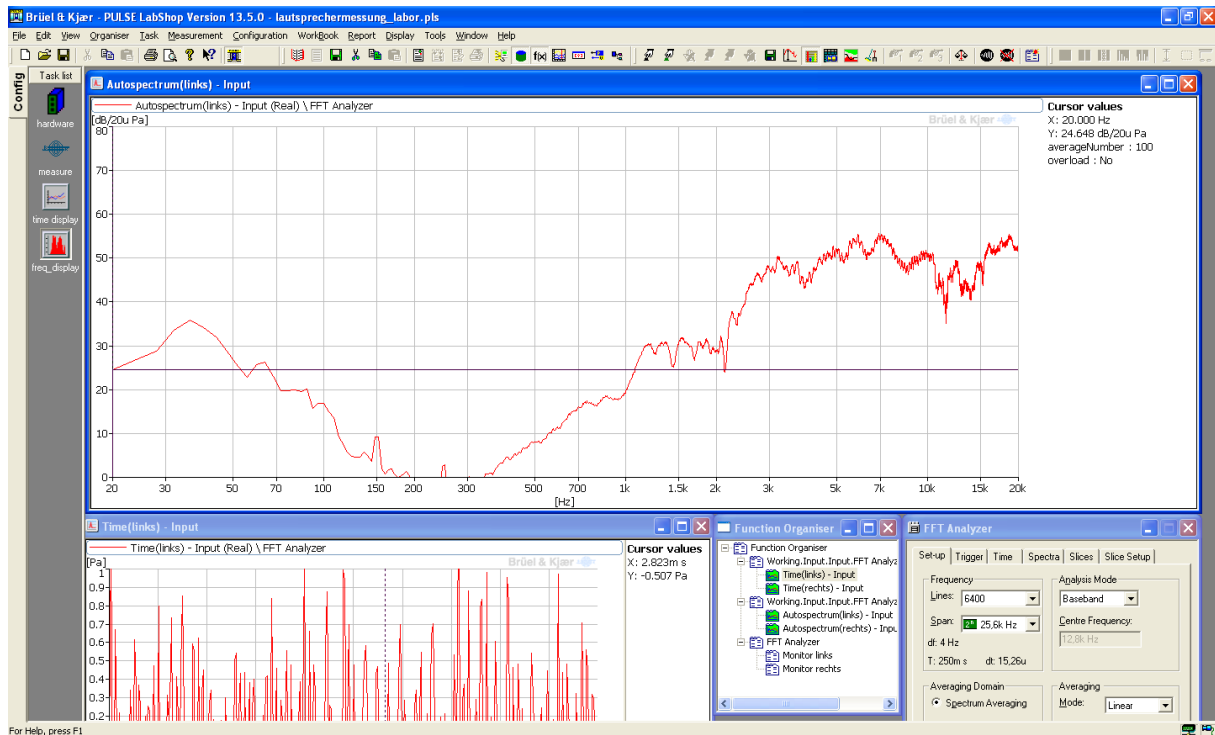 Brüel & Kjær - PULSE LabShop Version 13.5.0 - lautsprechermessung_labor.pls
File Edit View Organiser Task Measurement Configuration WorkBook Report Display Tools Window Help
Config
Task list
hardware
measure
time display
freq_display
Autospectrum(links) - Input
Autospectrum(links) - Input (Real) \ FFT Analyzer
[dB/20u Pa]
Brüel & Kjær
80
70
60
50
40
30
20
10
0
20 30 50 70 100 150 200 300 500 700 1k 1.5k 2k 3k 5k 7k 10k 15k 20k
[Hz]
Cursor values
X: 20.000 Hz
Y: 24.648 dB/20u Pa
averageNumber : 100
overload : No
Time(links) - Input
Time(links) - Input (Real) \ FFT Analyzer
[Pa]
Brüel & Kjær
1
0.9
0.8
0.7
0.6
0.5
0.4
0.3
0.2
Cursor values
X: 2.823m s
Y: -0.507 Pa
Function Organiser
Function Organiser
Working.Input.Input.FFT Analyz
Time(links) - Input
Time(rechts) - Input
Working.Input.Input.FFT Analyz
Autospectrum(links) - Input
Autospectrum(rechts) - Inpu
FFT Analyzer
Monitor links
Monitor rechts
FFT Analyzer
Set-up Trigger Time Spectra Slices Slice Setup
Frequency
Lines: 6400
Span: 2ⁿ 25,6k Hz
df: 4 Hz
T: 250m s dt: 15,26u
Analysis Mode
Baseband
Centre Frequency:
12,8k Hz
Averaging Domain
Spectrum Averaging
Averaging
Mode: Linear
For Help, press F1